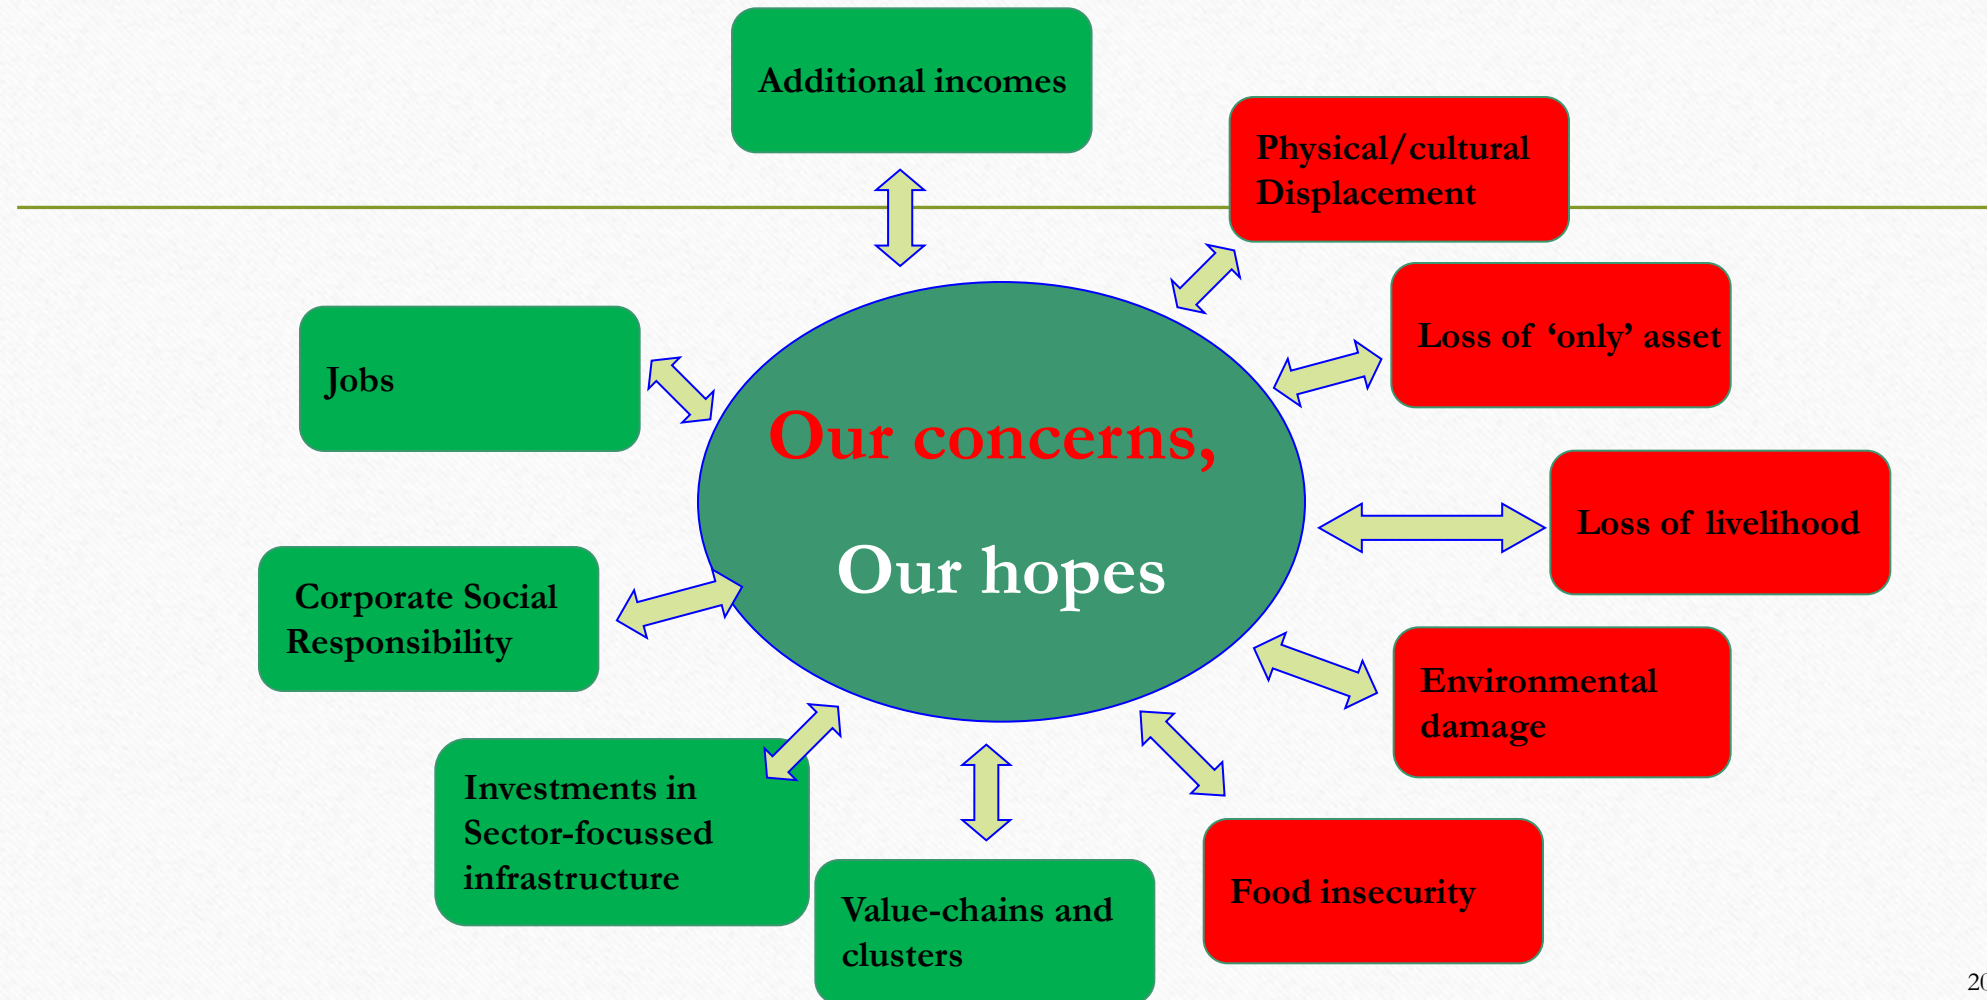 Additional incomes
Physical/cultural
Displacement
Loss of ‘only’ asset
Jobs
Our concerns,
Our hopes
Loss of livelihood
Corporate Social
Responsibility
Environmental
damage
Investments in
Sector-focussed
infrastructure
Value-chains and
clusters
Food insecurity